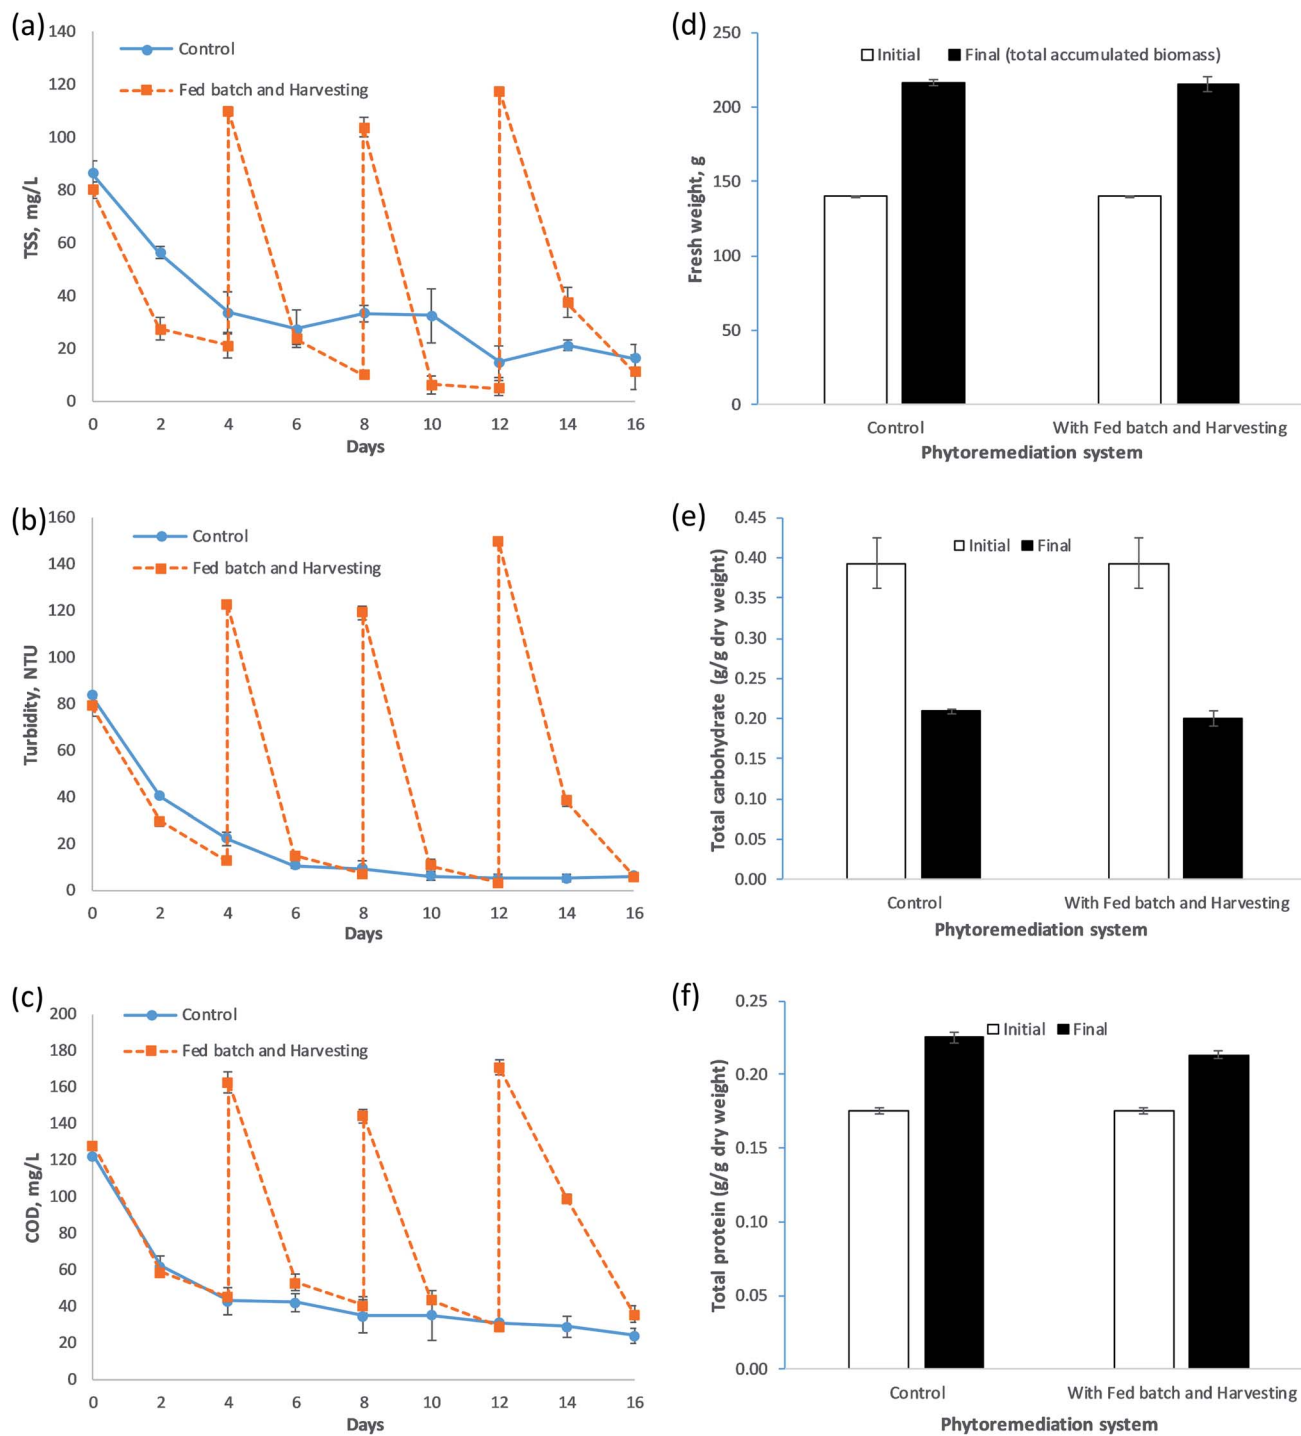 (a)
140
120
100
80
60
40
20
0
TSS, mg/L
Control
Fed batch and Harvesting
0 2 4 6 8 10 12 14 16
Days
(d)
250
200
150
100
50
0
Fresh weight, g
Initial Final (total accumulated biomass)
Control With Fed batch and Harvesting
Phytoremediation system
(b)
160
140
120
100
80
60
40
20
0
Turbidity, NTU
Control
Fed batch and Harvesting
0 2 4 6 8 10 12 14 16
Days
(e)
0.45
0.40
0.35
0.30
0.25
0.20
0.15
0.10
0.05
0.00
Total carbohydrate (g/g dry weight)
Initial Final
Control With Fed batch and Harvesting
Phytoremediation system
(c)
200
180
160
140
120
100
80
60
40
20
0
COD, mg/L
Control
Fed batch and Harvesting
0 2 4 6 8 10 12 14 16
Days
(f)
0.25
0.20
0.15
0.10
0.05
0.00
Total protein (g/g dry weight)
Initial Final
Control With Fed batch and Harvesting
Phytoremediation system